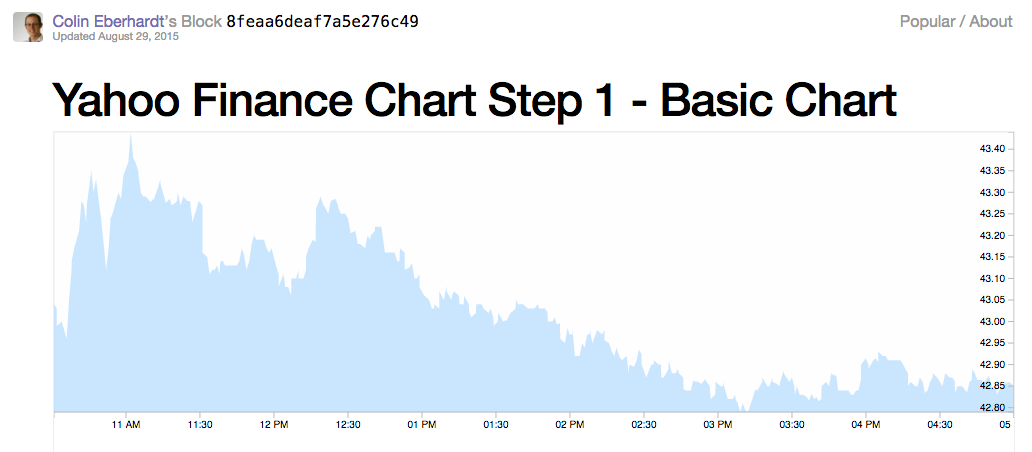 Colin Eberhardt's Block 8feaa6deaf7a5e276c49
Popular / About
Updated August 29, 2015
Yahoo Finance Chart Step 1 - Basic Chart
43.40
43.35
43.30
43.25
43.20
43.15
43.10
43.05
43.00
42.95
42.90
42.85
42.80
11 AM 11:30 12 PM 12:30 01 PM 01:30 02 PM 02:30 03 PM 03:30 04 PM 04:30 05